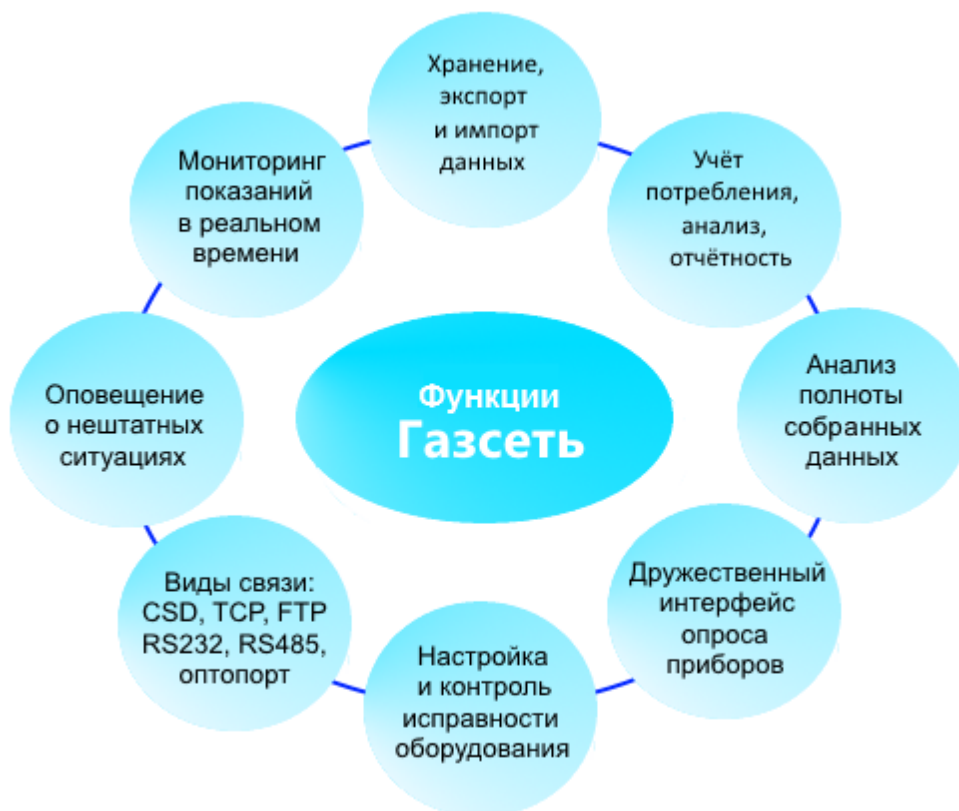 Функции
Газсеть
Хранение,
экспорт
и импорт
данных
Учёт
потребления,
анализ,
отчётность
Анализ
полноты
собранных
данных
Дружественный
интерфейс
опроса
приборов
Настройка
и контроль
исправности
оборудования
Виды связи:
CSD, TCP, FTP
RS232, RS485,
оптопорт
Оповещение
о нештатных
ситуациях
Мониторинг
показаний
в реальном
времени